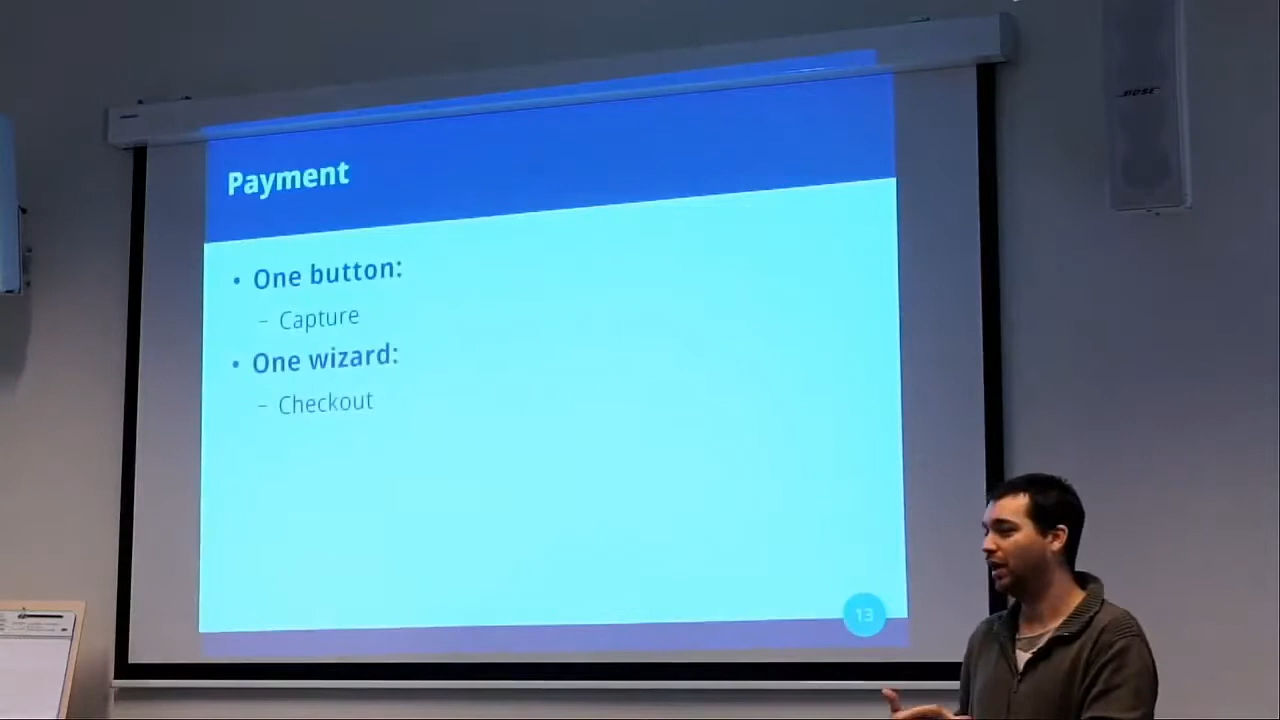 Payment
• One button:
– Capture
• One wizard:
– Checkout
13
BOSE